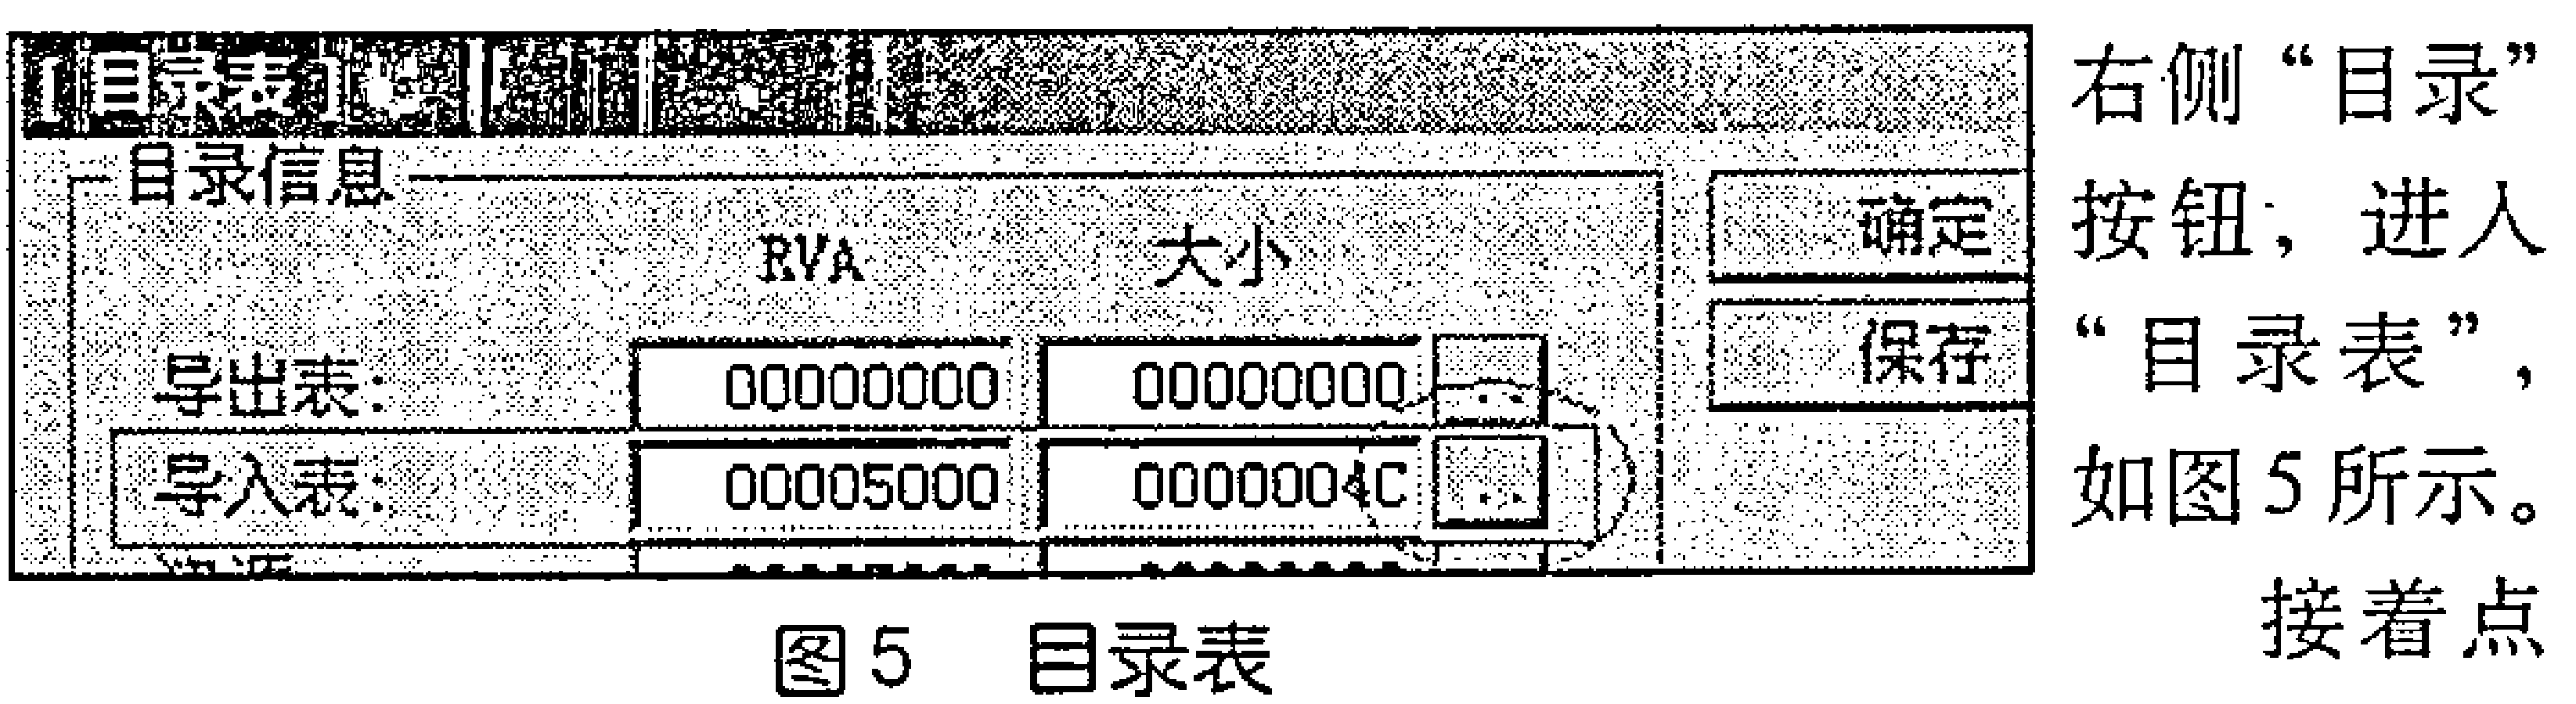 [目录表]
目录信息
RVA 大小
确定
保存
导出表: 00000000 00000000 ..
导入表: 00005000 0000004C ..
图5 目录表
右侧“目录”
按钮，进入
“目录表”，
如图5所示。
接着点